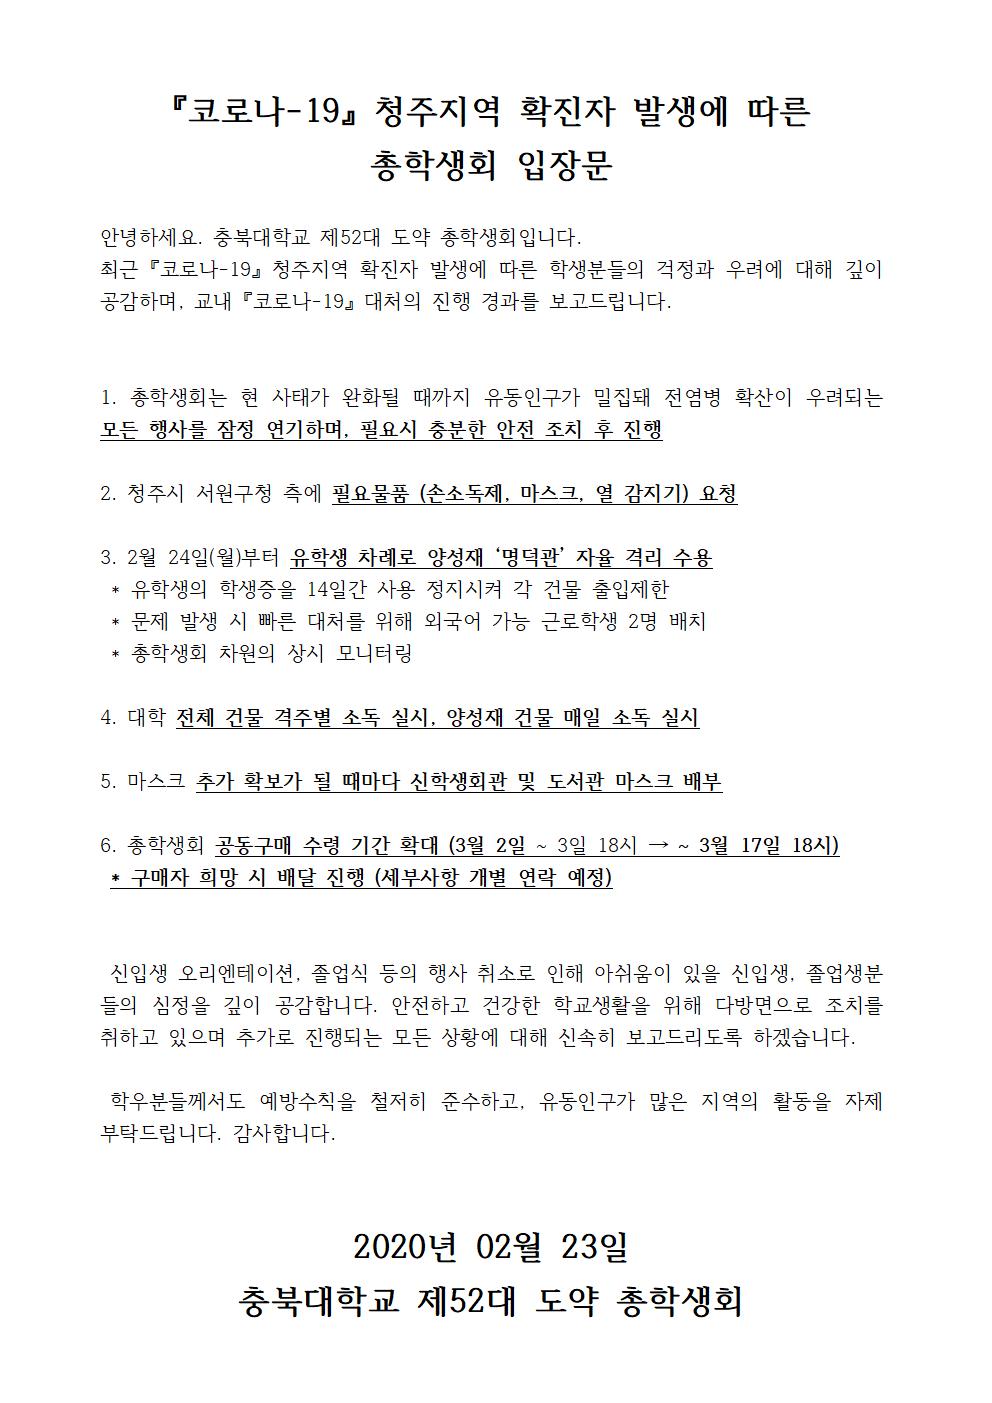 『코로나-19』 청주지역 확진자 발생에 따른
총학생회 입장문
안녕하세요. 충북대학교 제52대 도약 총학생회입니다.
최근『코로나-19』청주지역 확진자 발생에 따른 학생분들의 걱정과 우려에 대해 깊이
공감하며, 교내『코로나-19』대처의 진행 경과를 보고드립니다.
1. 총학생회는 현 사태가 완화될 때까지 유동인구가 밀집돼 전염병 확산이 우려되는
모든 행사를 잠정 연기하며, 필요시 충분한 안전 조치 후 진행
2. 청주시 서원구청 측에 필요물품 (손소독제, 마스크, 열 감지기) 요청
3. 2월 24일(월)부터 유학생 차례로 양성재 ‘명덕관’ 자율 격리 수용
* 유학생의 학생증을 14일간 사용 정지시켜 각 건물 출입제한
* 문제 발생 시 빠른 대처를 위해 외국어 가능 근로학생 2명 배치
* 총학생회 차원의 상시 모니터링
4. 대학 전체 건물 격주별 소독 실시, 양성재 건물 매일 소독 실시
5. 마스크 추가 확보가 될 때마다 신학생회관 및 도서관 마스크 배부
6. 총학생회 공동구매 수령 기간 확대 (3월 2일 ~ 3일 18시 → ~ 3월 17일 18시)
* 구매자 희망 시 배달 진행 (세부사항 개별 연락 예정)
신입생 오리엔테이션, 졸업식 등의 행사 취소로 인해 아쉬움이 있을 신입생, 졸업생분
들의 심정을 깊이 공감합니다. 안전하고 건강한 학교생활을 위해 다방면으로 조치를
취하고 있으며 추가로 진행되는 모든 상황에 대해 신속히 보고드리도록 하겠습니다.
학우분들께서도 예방수칙을 철저히 준수하고, 유동인구가 많은 지역의 활동을 자제
부탁드립니다. 감사합니다.
2020년 02월 23일
충북대학교 제52대 도약 총학생회